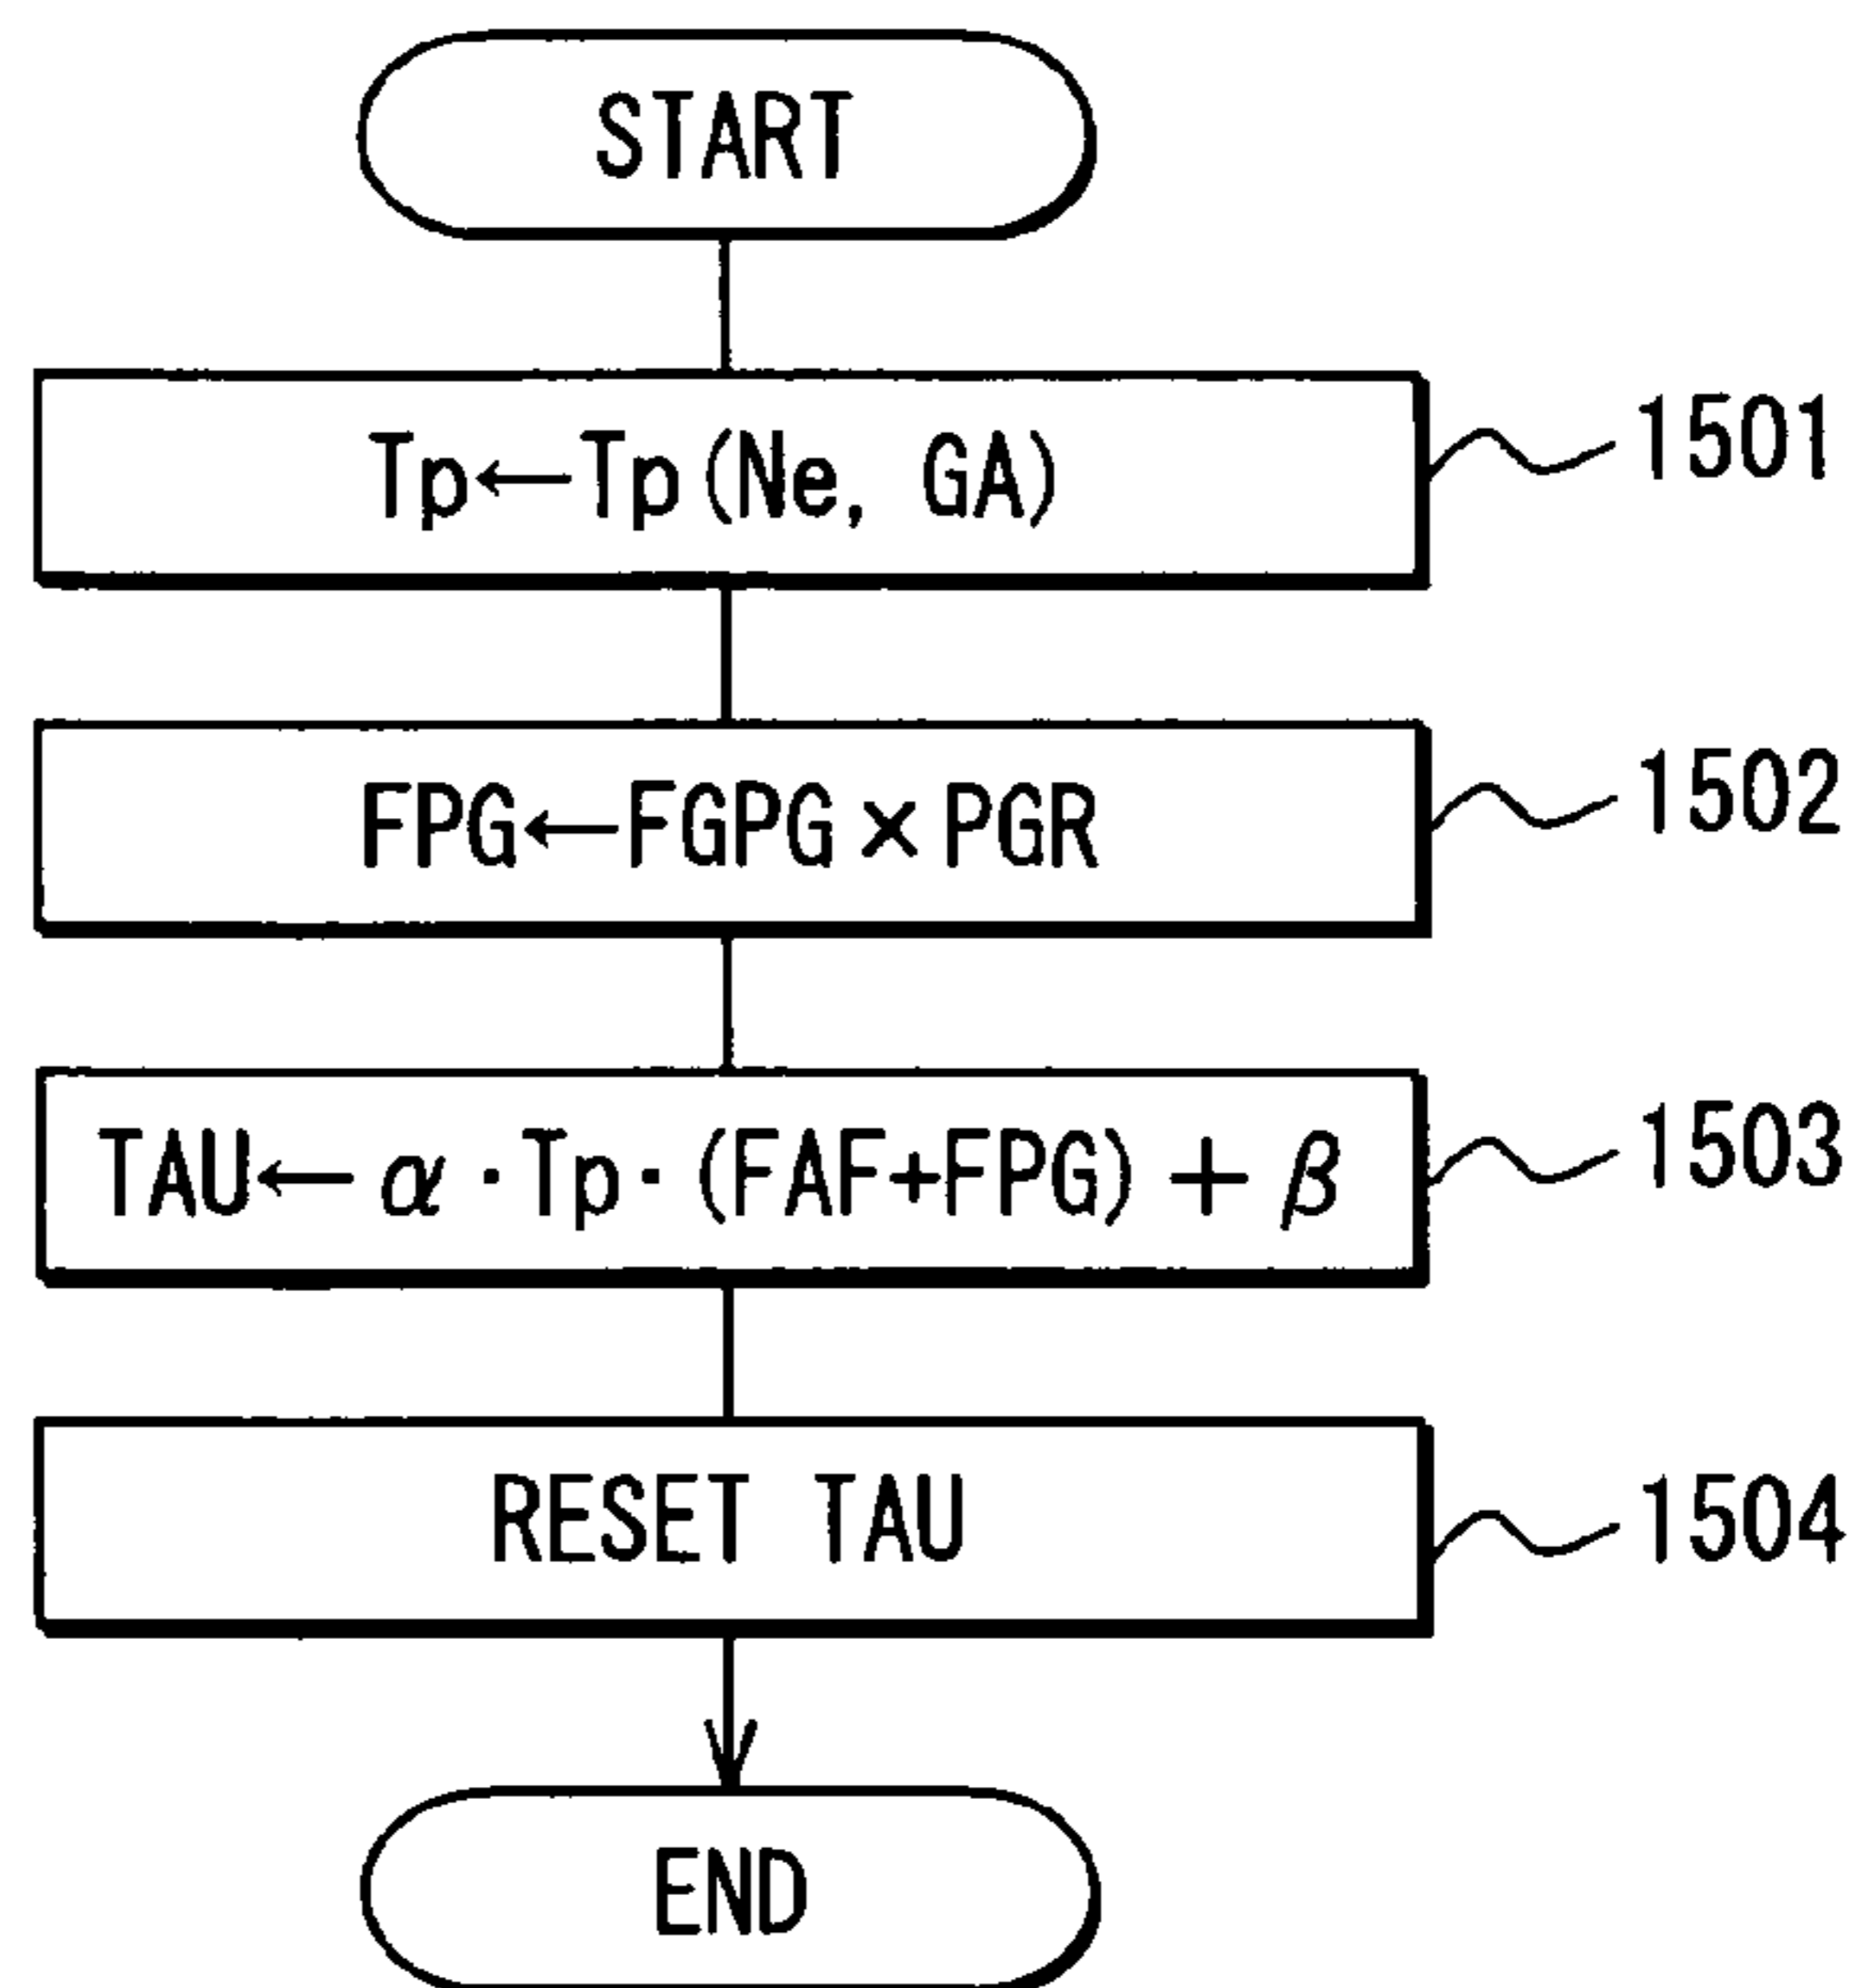 START
Tp←Tp(Ne, GA)
1501
FPG←FGPG×PGR
1502
TAU←α·Tp·(FAF+FPG)+β
1503
RESET TAU
1504
END